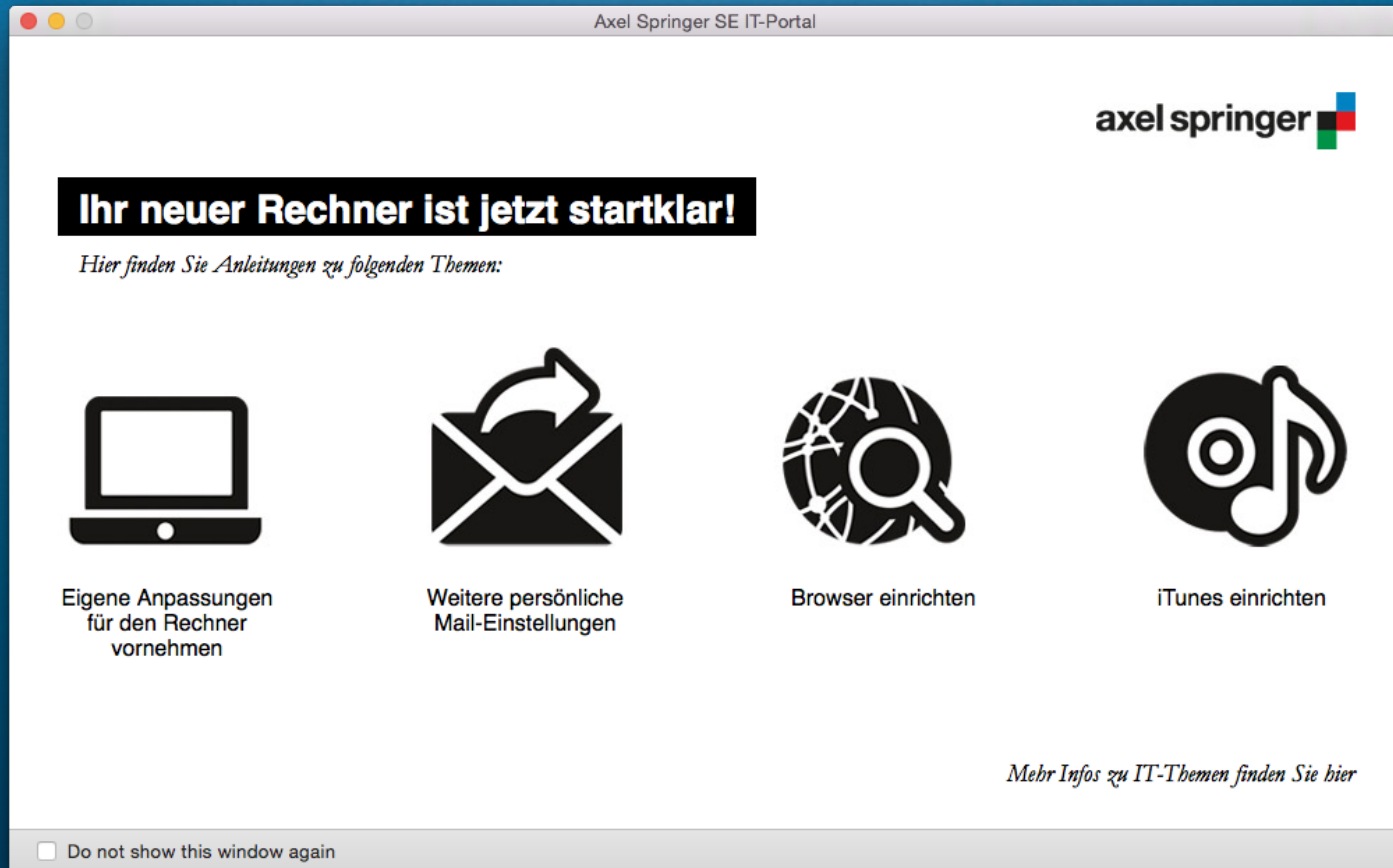 Axel Springer SE IT-Portal
axel springer
Ihr neuer Rechner ist jetzt startklar!
Hier finden Sie Anleitungen zu folgenden Themen:
Eigene Anpassungen
für den Rechner
vornehmen
Weitere persönliche
Mail-Einstellungen
Browser einrichten
iTunes einrichten
Mehr Infos zu IT-Themen finden Sie hier
Do not show this window again